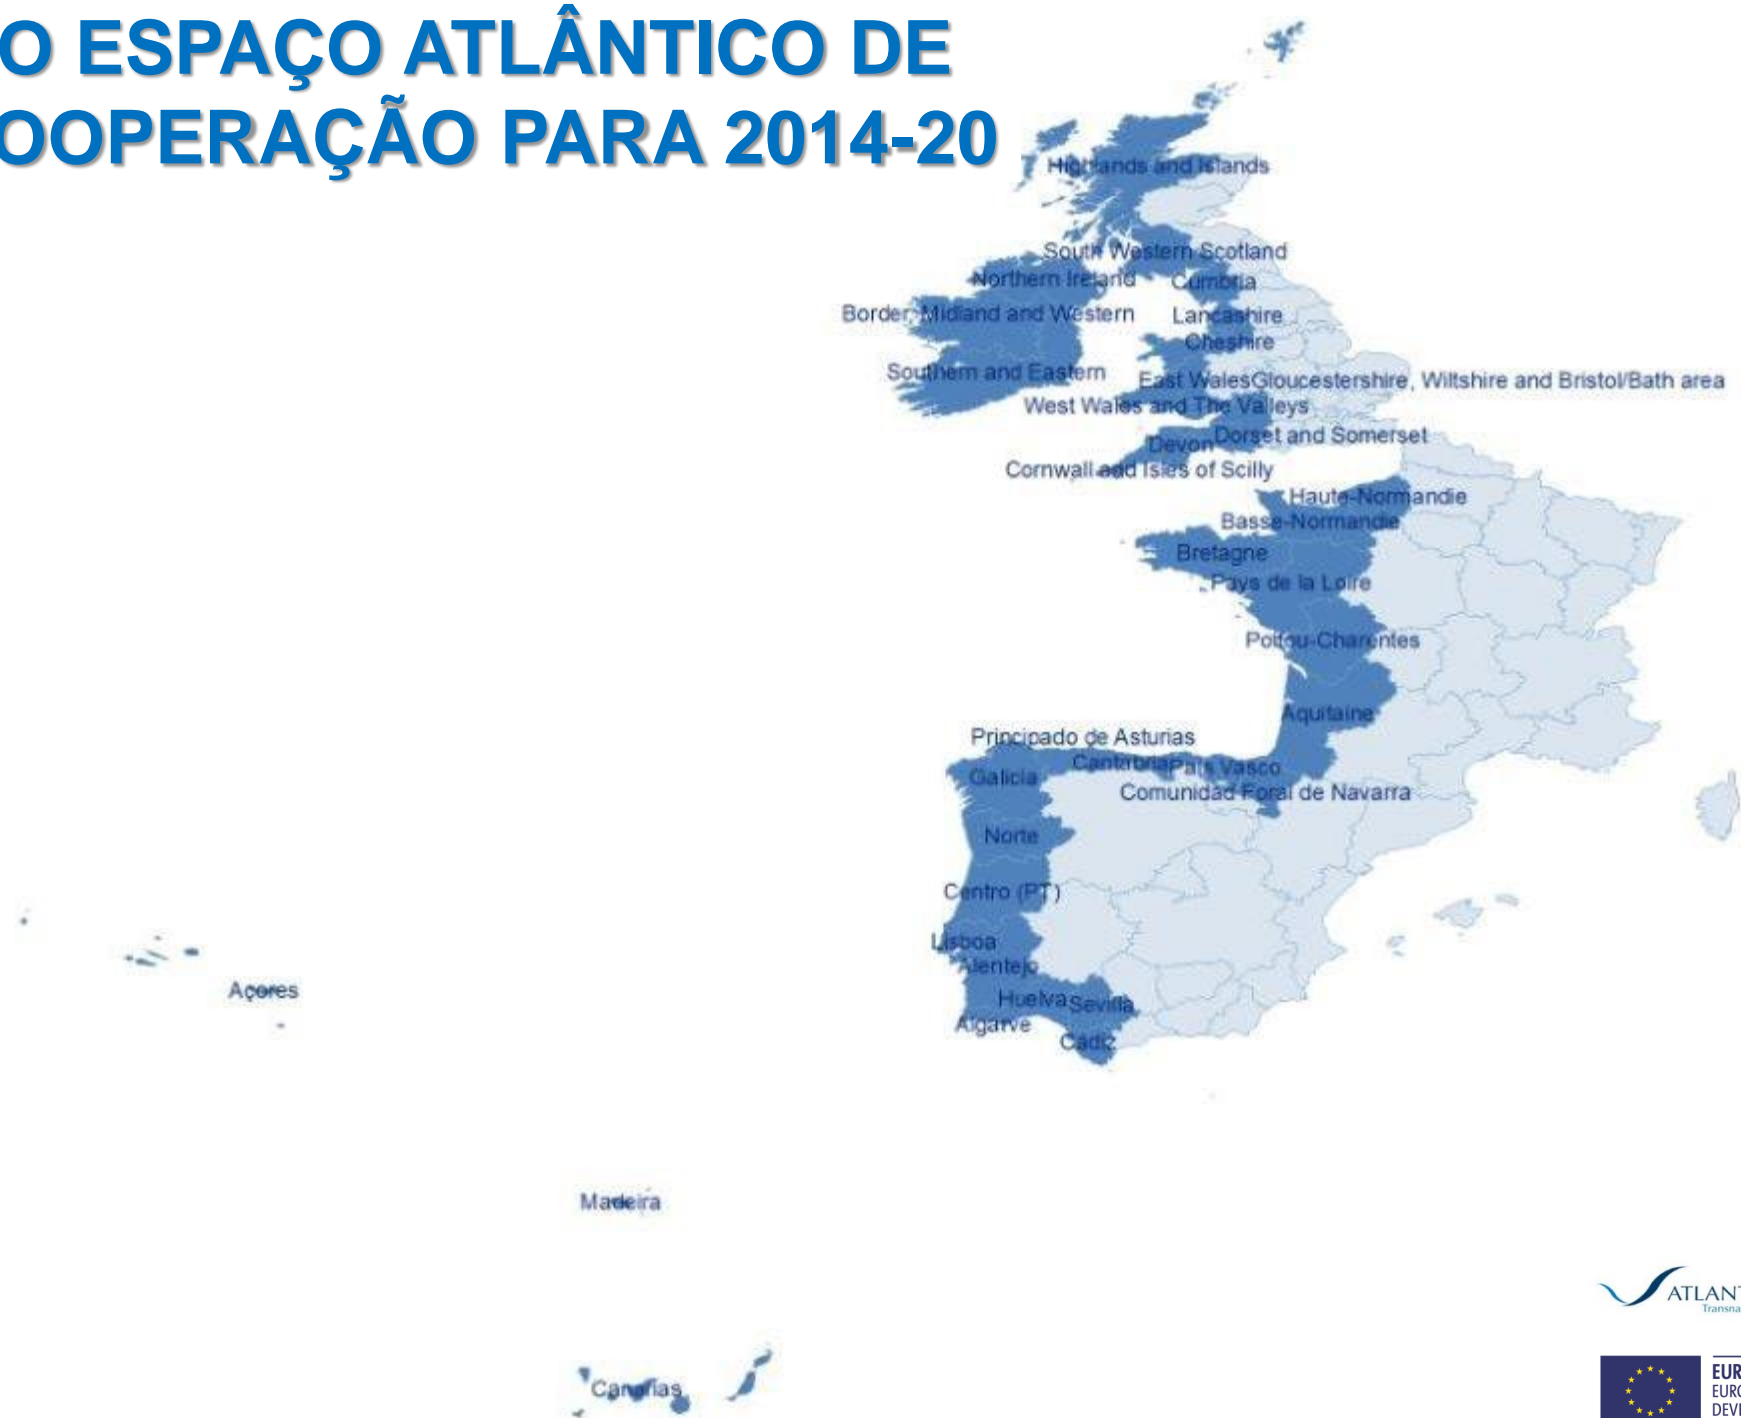 O ESPAÇO ATLÂNTICO DE
OOPERAÇÃO PARA 2014-20
Highlands and Islands
South Western Scotland
Northern Ireland
Cumbria
Border, Midland and Western
Lancashire
Cheshire
Southern and Eastern
East Wales
Gloucestershire, Wiltshire and Bristol/Bath area
West Wales and The Valleys
Dorset and Somerset
Devon
Cornwall and Isles of Scilly
Haute-Normandie
Basse-Normandie
Bretagne
Pays de la Loire
Poitou-Charentes
Aquitaine
Principado de Asturias
Cantabria
País Vasco
Galicia
Comunidad Foral de Navarra
Norte
Centro (PT)
Lisboa
Alentejo
Açores
Huelva
Sevilla
Algarve
Cádiz
Madeira
Canarias
ATLAN
Transna
EUR
EURO
DEVE